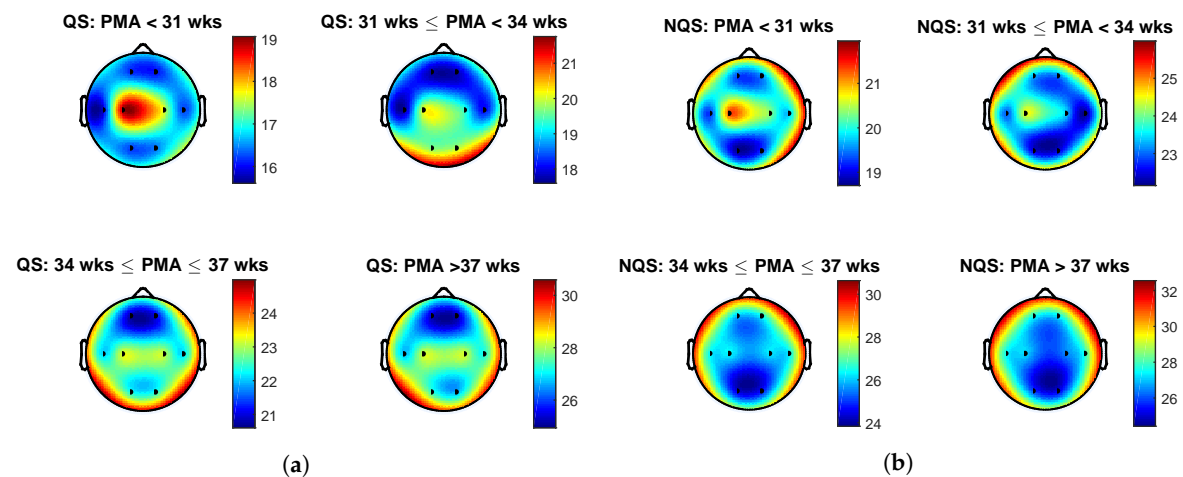 QS: PMA < 31 wks
19
18
17
16
QS: 31 wks ≤ PMA < 34 wks
21
20
19
18
NQS: PMA < 31 wks
21
20
19
NQS: 31 wks ≤ PMA < 34 wks
25
24
23
QS: 34 wks ≤ PMA ≤ 37 wks
24
23
22
21
QS: PMA >37 wks
30
28
26
NQS: 34 wks ≤ PMA ≤ 37 wks
30
28
26
24
NQS: PMA > 37 wks
32
30
28
26
(a)
(b)